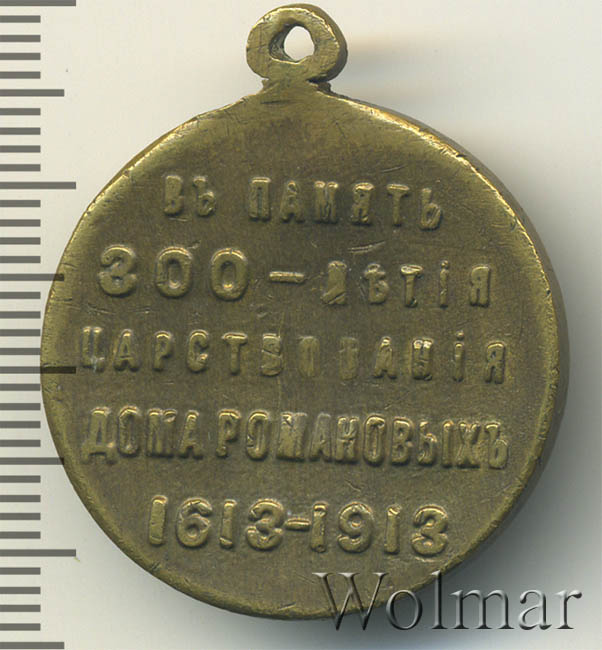 ВЪ ПАМЯТЬ
300-ЛѢТІЯ
ЦАРСТВОВАНІЯ
ДОМА РОМАНОВЫХЪ
1613-1913
Wolmar